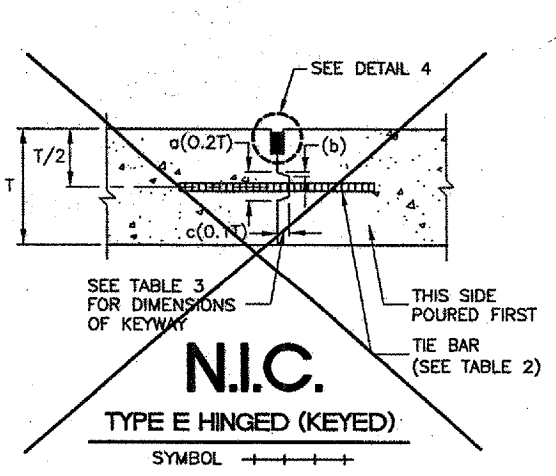 SEE DETAIL 4
a(0.2T)
(b)
T/2
T
c(0.1T)
SEE TABLE 3
FOR DIMENSIONS
OF KEYWAY
THIS SIDE
POURED FIRST
TIE BAR
(SEE TABLE 2)
N.I.C.
TYPE E HINGED (KEYED)
SYMBOL